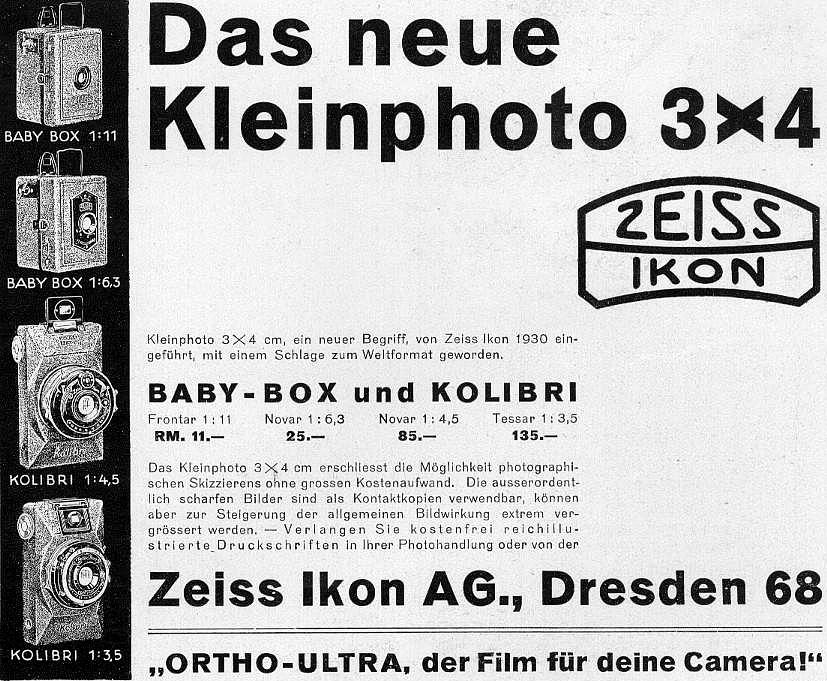 Das neue
Kleinphoto 3×4
BABY BOX 1:11
BABY BOX 1:6,3
KOLIBRI 1:4,5
KOLIBRI 1:3,5
ZEISS
IKON
Kleinphoto 3×4 cm, ein neuer Begriff, von Zeiss Ikon 1930 ein-
geführt, mit einem Schlage zum Weltformat geworden.
BABY-BOX und KOLIBRI
Frontar 1:11 Novar 1:6,3 Novar 1:4,5 Tessar 1:3,5
RM. 11.— 25.— 85.— 135.—
Das Kleinphoto 3×4 cm erschliesst die Möglichkeit photographi-
schen Skizzierens ohne grossen Kostenaufwand. Die ausserordent-
lich scharfen Bilder sind als Kontaktkopien verwendbar, können
aber zur Steigerung der allgemeinen Bildwirkung extrem ver-
grössert werden. — Verlangen Sie kostenfrei reichillu-
strierte Druckschriften in Ihrer Photohandlung oder von der
Zeiss Ikon AG., Dresden 68
„ORTHO-ULTRA, der Film für deine Camera!“